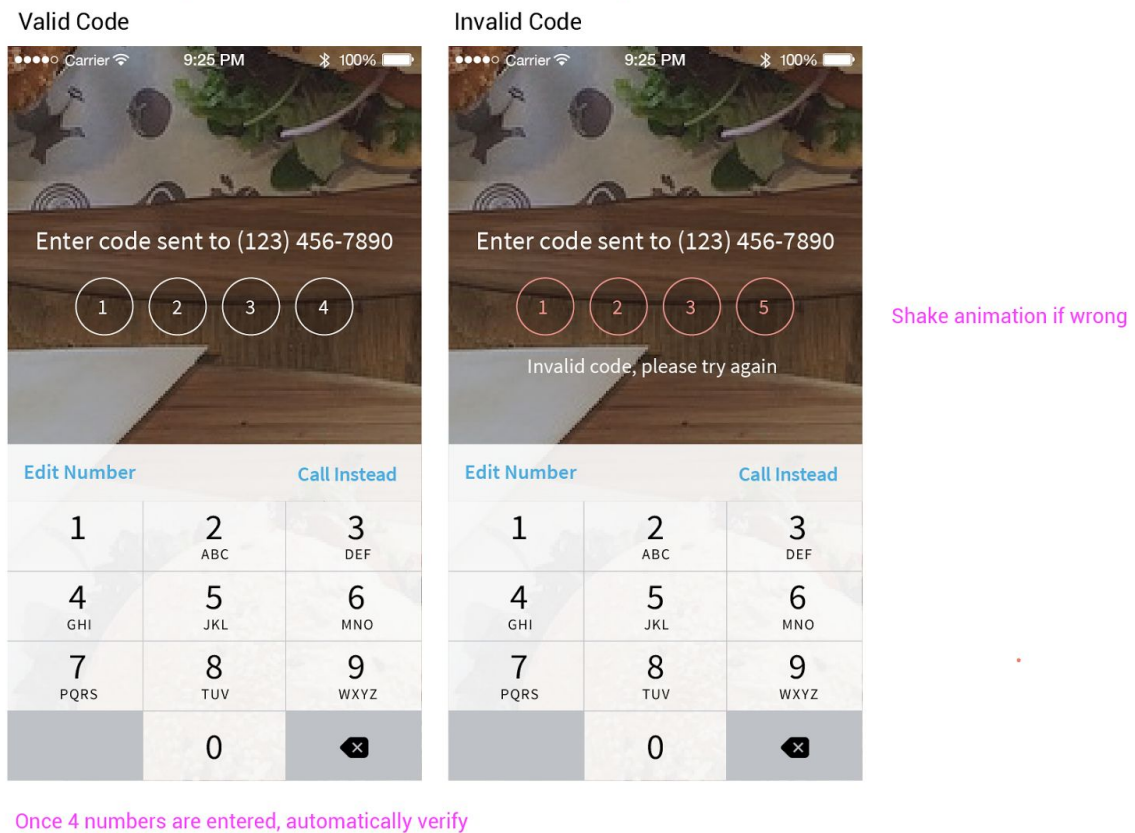 Valid Code
Carrier 9:25 PM 100%
Enter code sent to (123) 456-7890
1 2 3 4
Edit Number Call Instead
1 2 3
ABC DEF
4 5 6
GHI JKL MNO
7 8 9
PQRS TUV WXYZ
0
Once 4 numbers are entered, automatically verify
Invalid Code
Carrier 9:25 PM 100%
Enter code sent to (123) 456-7890
1 2 3 5
Invalid code, please try again
Edit Number Call Instead
1 2 3
ABC DEF
4 5 6
GHI JKL MNO
7 8 9
PQRS TUV WXYZ
0
Shake animation if wrong